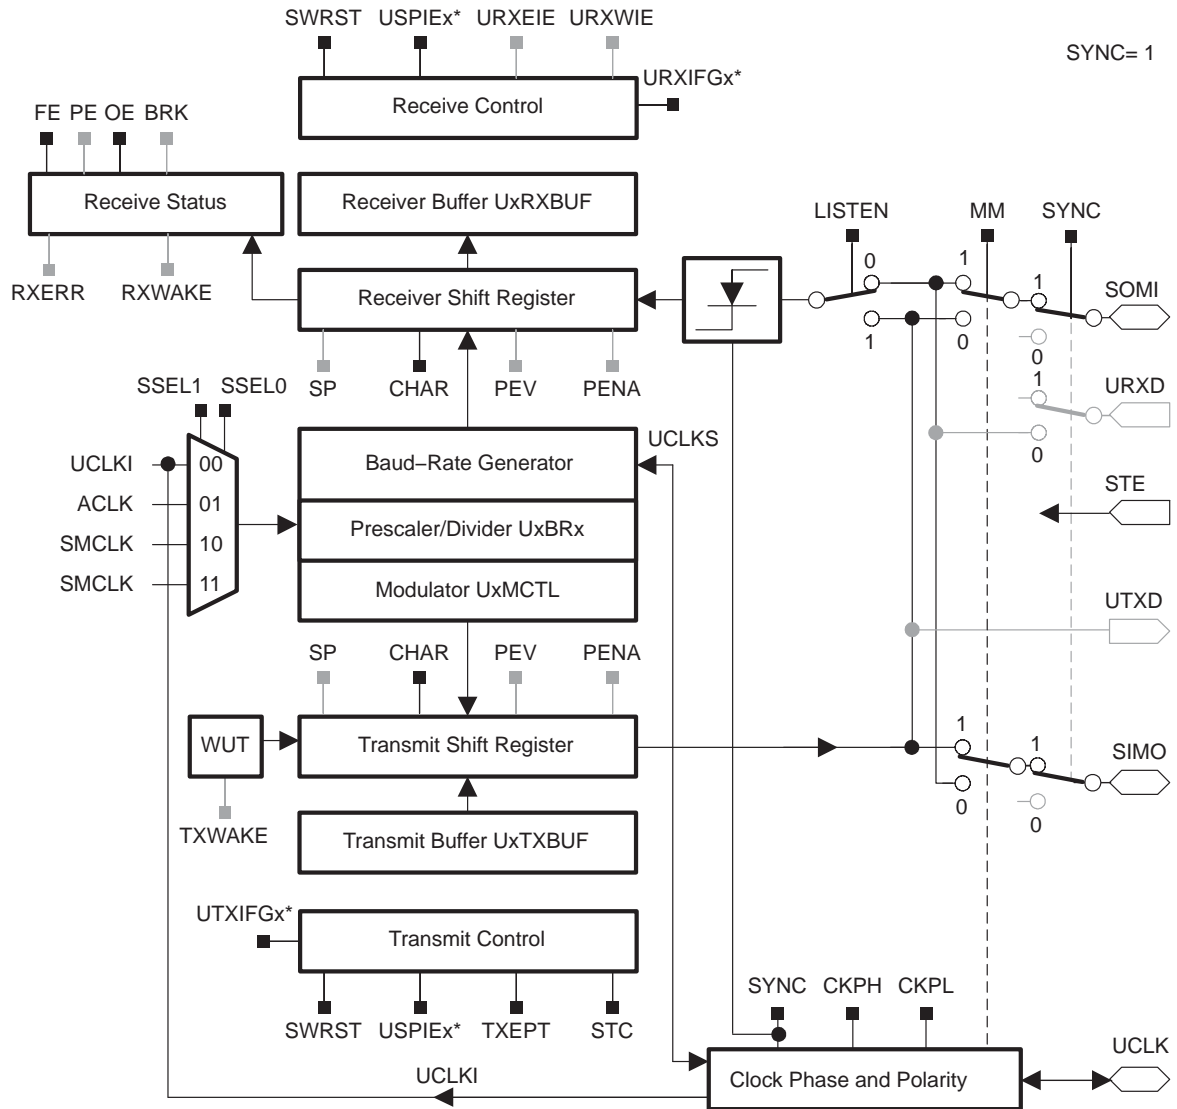 SWRST USPIEx* URXEIE URXWIE
SYNC= 1
URXIFGx*
Receive Control
FE PE OE BRK
Receive Status
Receiver Buffer UxRXBUF
LISTEN MM SYNC
RXERR RXWAKE
Receiver Shift Register
0 1 1
SOMI
1 0 0
SP CHAR PEV PENA
SSEL1 SSEL0
1
URXD
0
UCLKS
UCLKI 00
Baud–Rate Generator
ACLK 01
STE
Prescaler/Divider UxBRx
SMCLK 10
SMCLK 11
Modulator UxMCTL
UTXD
SP CHAR PEV PENA
WUT
Transmit Shift Register
1 1
SIMO
0 0
TXWAKE
Transmit Buffer UxTXBUF
UTXIFGx*
Transmit Control
SWRST USPIEx* TXEPT STC
SYNC CKPH CKPL
UCLK
UCLKI
Clock Phase and Polarity